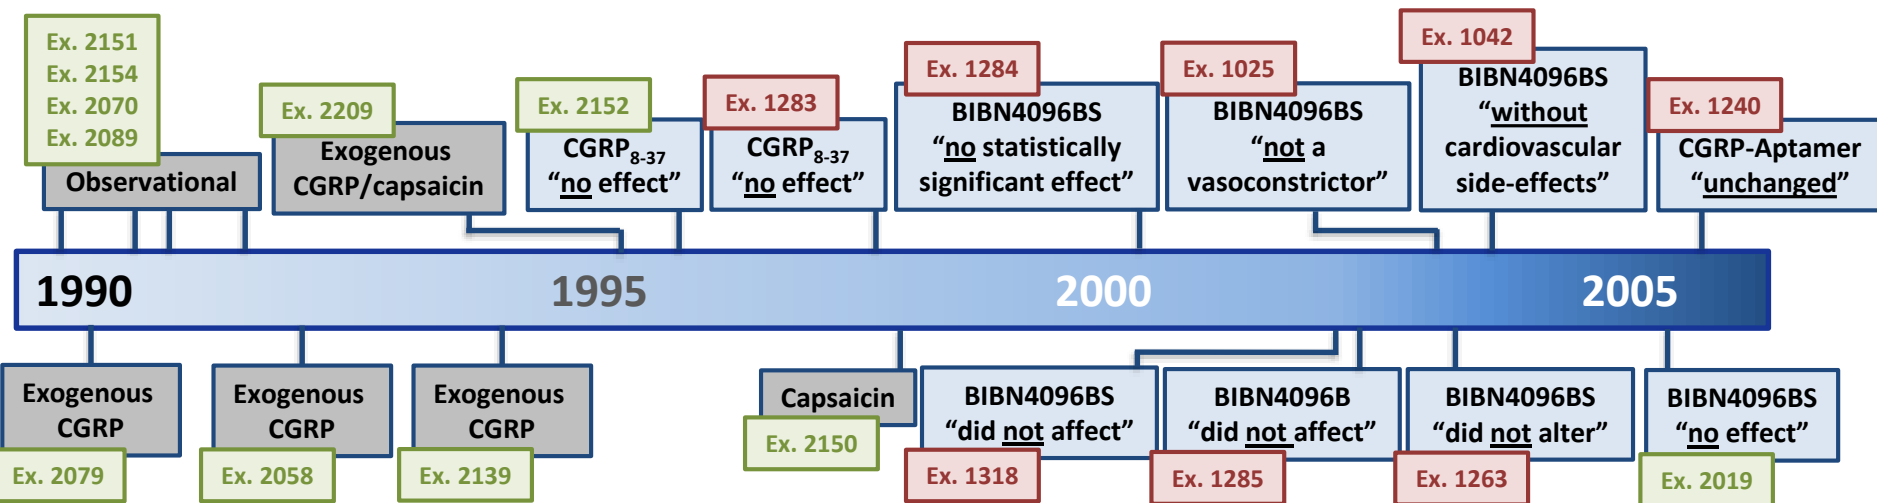 Ex. 2151
Ex. 2154
Ex. 2070
Ex. 2089
Observational
Ex. 2209
Exogenous
CGRP/capsaicin
Ex. 2152
CGRP8-37
“no effect”
Ex. 1283
CGRP8-37
“no effect”
Ex. 1284
BIBN4096BS
“no statistically
significant effect”
Ex. 1025
BIBN4096BS
“not a
vasoconstrictor”
Ex. 1042
BIBN4096BS
“without
cardiovascular
side-effects”
Ex. 1240
CGRP-Aptamer
“unchanged”
1990
1995
2000
2005
Exogenous
CGRP
Ex. 2079
Exogenous
CGRP
Ex. 2058
Exogenous
CGRP
Ex. 2139
Capsaicin
Ex. 2150
BIBN4096BS
“did not affect”
Ex. 1318
BIBN4096B
“did not affect”
Ex. 1285
BIBN4096BS
“did not alter”
Ex. 1263
BIBN4096BS
“no effect”
Ex. 2019